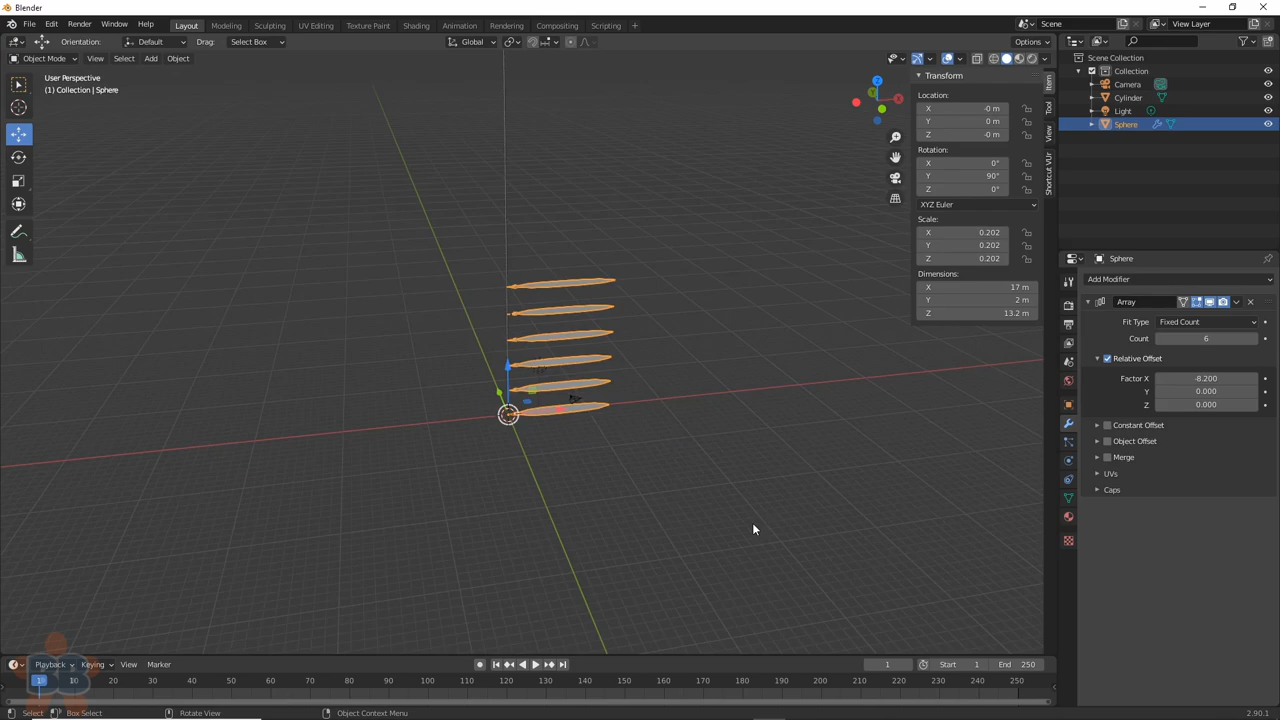 Blender
File Edit Render Window Help Layout Modeling Sculpting UV Editing Texture Paint Shading Animation Rendering Compositing Scripting + Scene View Layer
Orientation: Default Drag: Select Box Global Options
Object Mode View Select Add Object
User Perspective
(1) Collection | Sphere
Transform
Location:
X -0 m
Y 0 m
Z -0 m
Rotation:
X 0°
Y 90°
Z 0°
XYZ Euler
Scale:
X 0.202
Y 0.202
Z 0.202
Dimensions:
X 17 m
Y 2 m
Z 13.2 m
Item
Tool
View
Shortcut VUr
Scene Collection
Collection
Camera
Cylinder
Light
Sphere
Sphere
Add Modifier
Array
Fit Type Fixed Count
Count 6
Relative Offset
Factor X -8.200
Y 0.000
Z 0.000
Constant Offset
Object Offset
Merge
UVs
Caps
Playback Keying View Marker 1 Start 1 End 250
10 20 30 40 50 60 70 80 90 100 110 120 130 140 150 160 170 180 190 200 210 220 230 240 250
Select Box Select Rotate View Object Context Menu 2.90.1